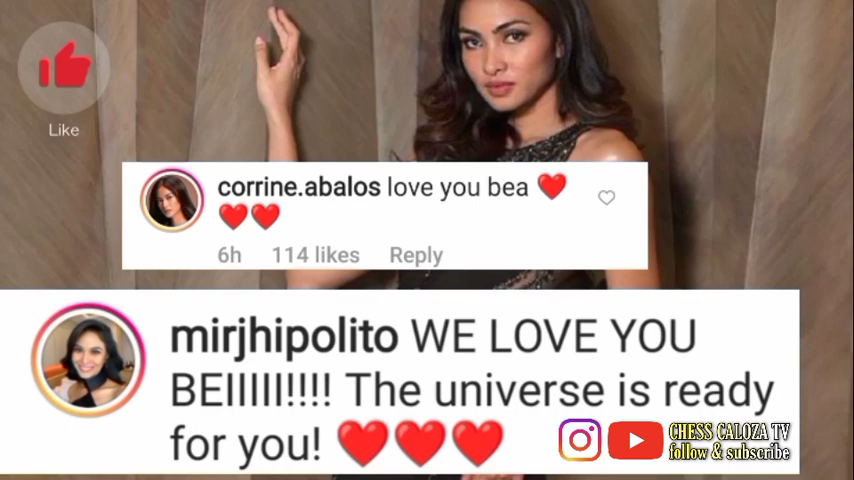 Like
corrine.abalos love you bea ❤️
❤️❤️
6h 114 likes Reply
mirjhipolito WE LOVE YOU
BEIIIII!!!! The universe is ready
for you! ❤️❤️❤️
CHESS CALOZA TV
follow & subscribe